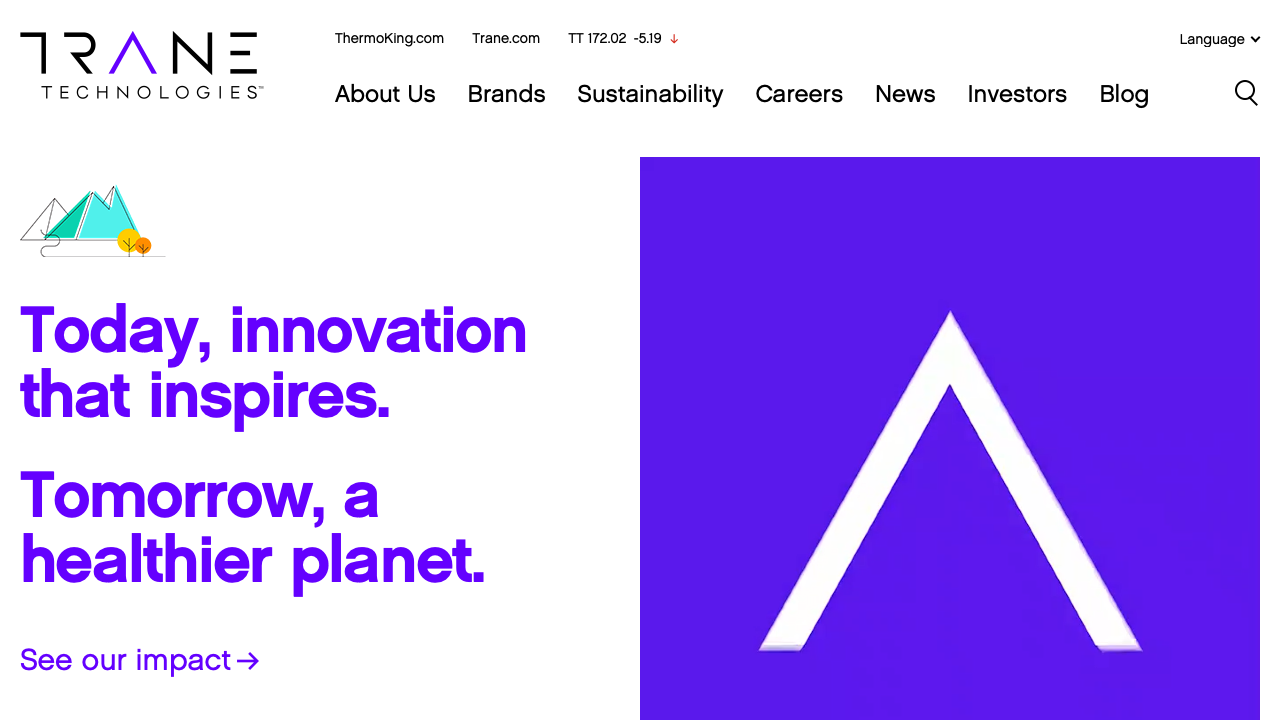 TRANE
TECHNOLOGIES™
ThermoKing.com Trane.com TT 172.02 -5.19 ↓
Language
About Us Brands Sustainability Careers News Investors Blog
Today, innovation
that inspires.
Tomorrow, a
healthier planet.
See our impact →